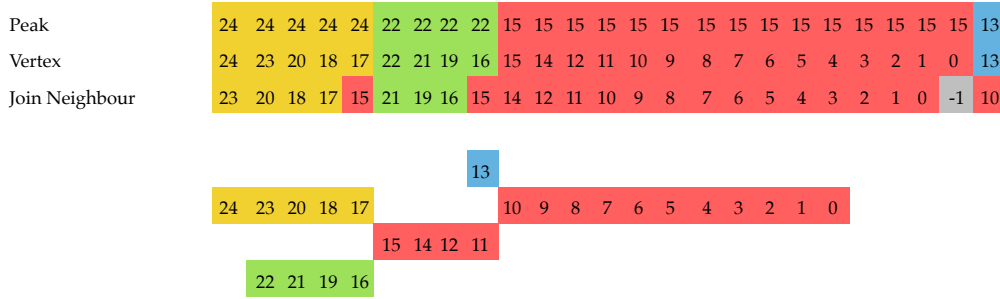 Peak 24 24 24 24 24 22 22 22 22 15 15 15 15 15 15 15 15 15 15 15 15 15 15 15 13
Vertex 24 23 20 18 17 22 21 19 16 15 14 12 11 10 9 8 7 6 5 4 3 2 1 0 13
Join Neighbour 23 20 18 17 15 21 19 16 15 14 12 11 10 9 8 7 6 5 4 3 2 1 0 -1 10
13
24 23 20 18 17 10 9 8 7 6 5 4 3 2 1 0
15 14 12 11
22 21 19 16